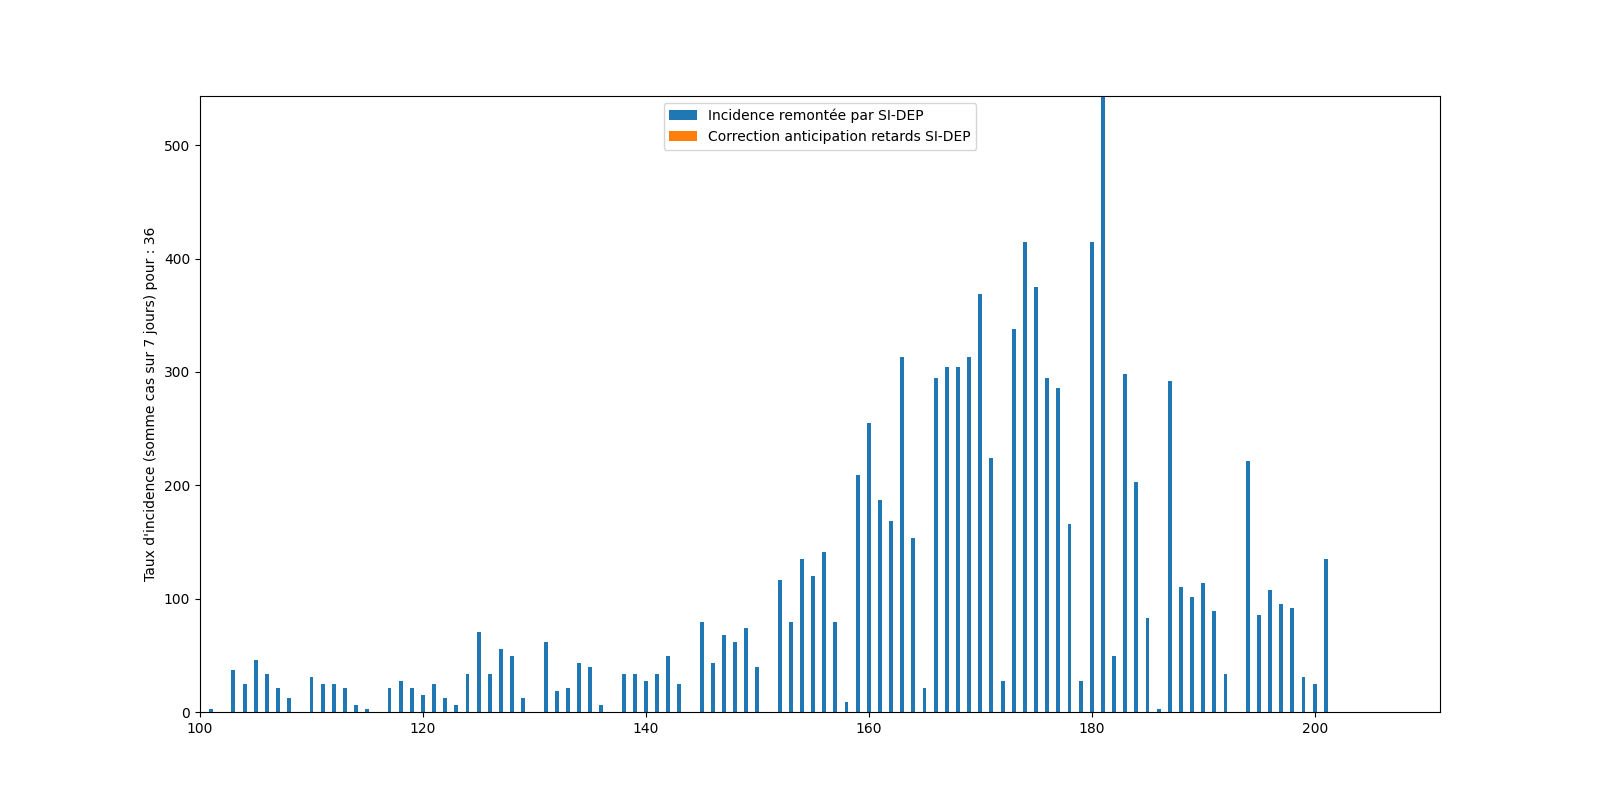 Incidence remontée par SI-DEP
Correction anticipation retards SI-DEP
Taux d'incidence (somme cas sur 7 jours) pour : 36
500
400
300
200
100
0
100 120 140 160 180 200